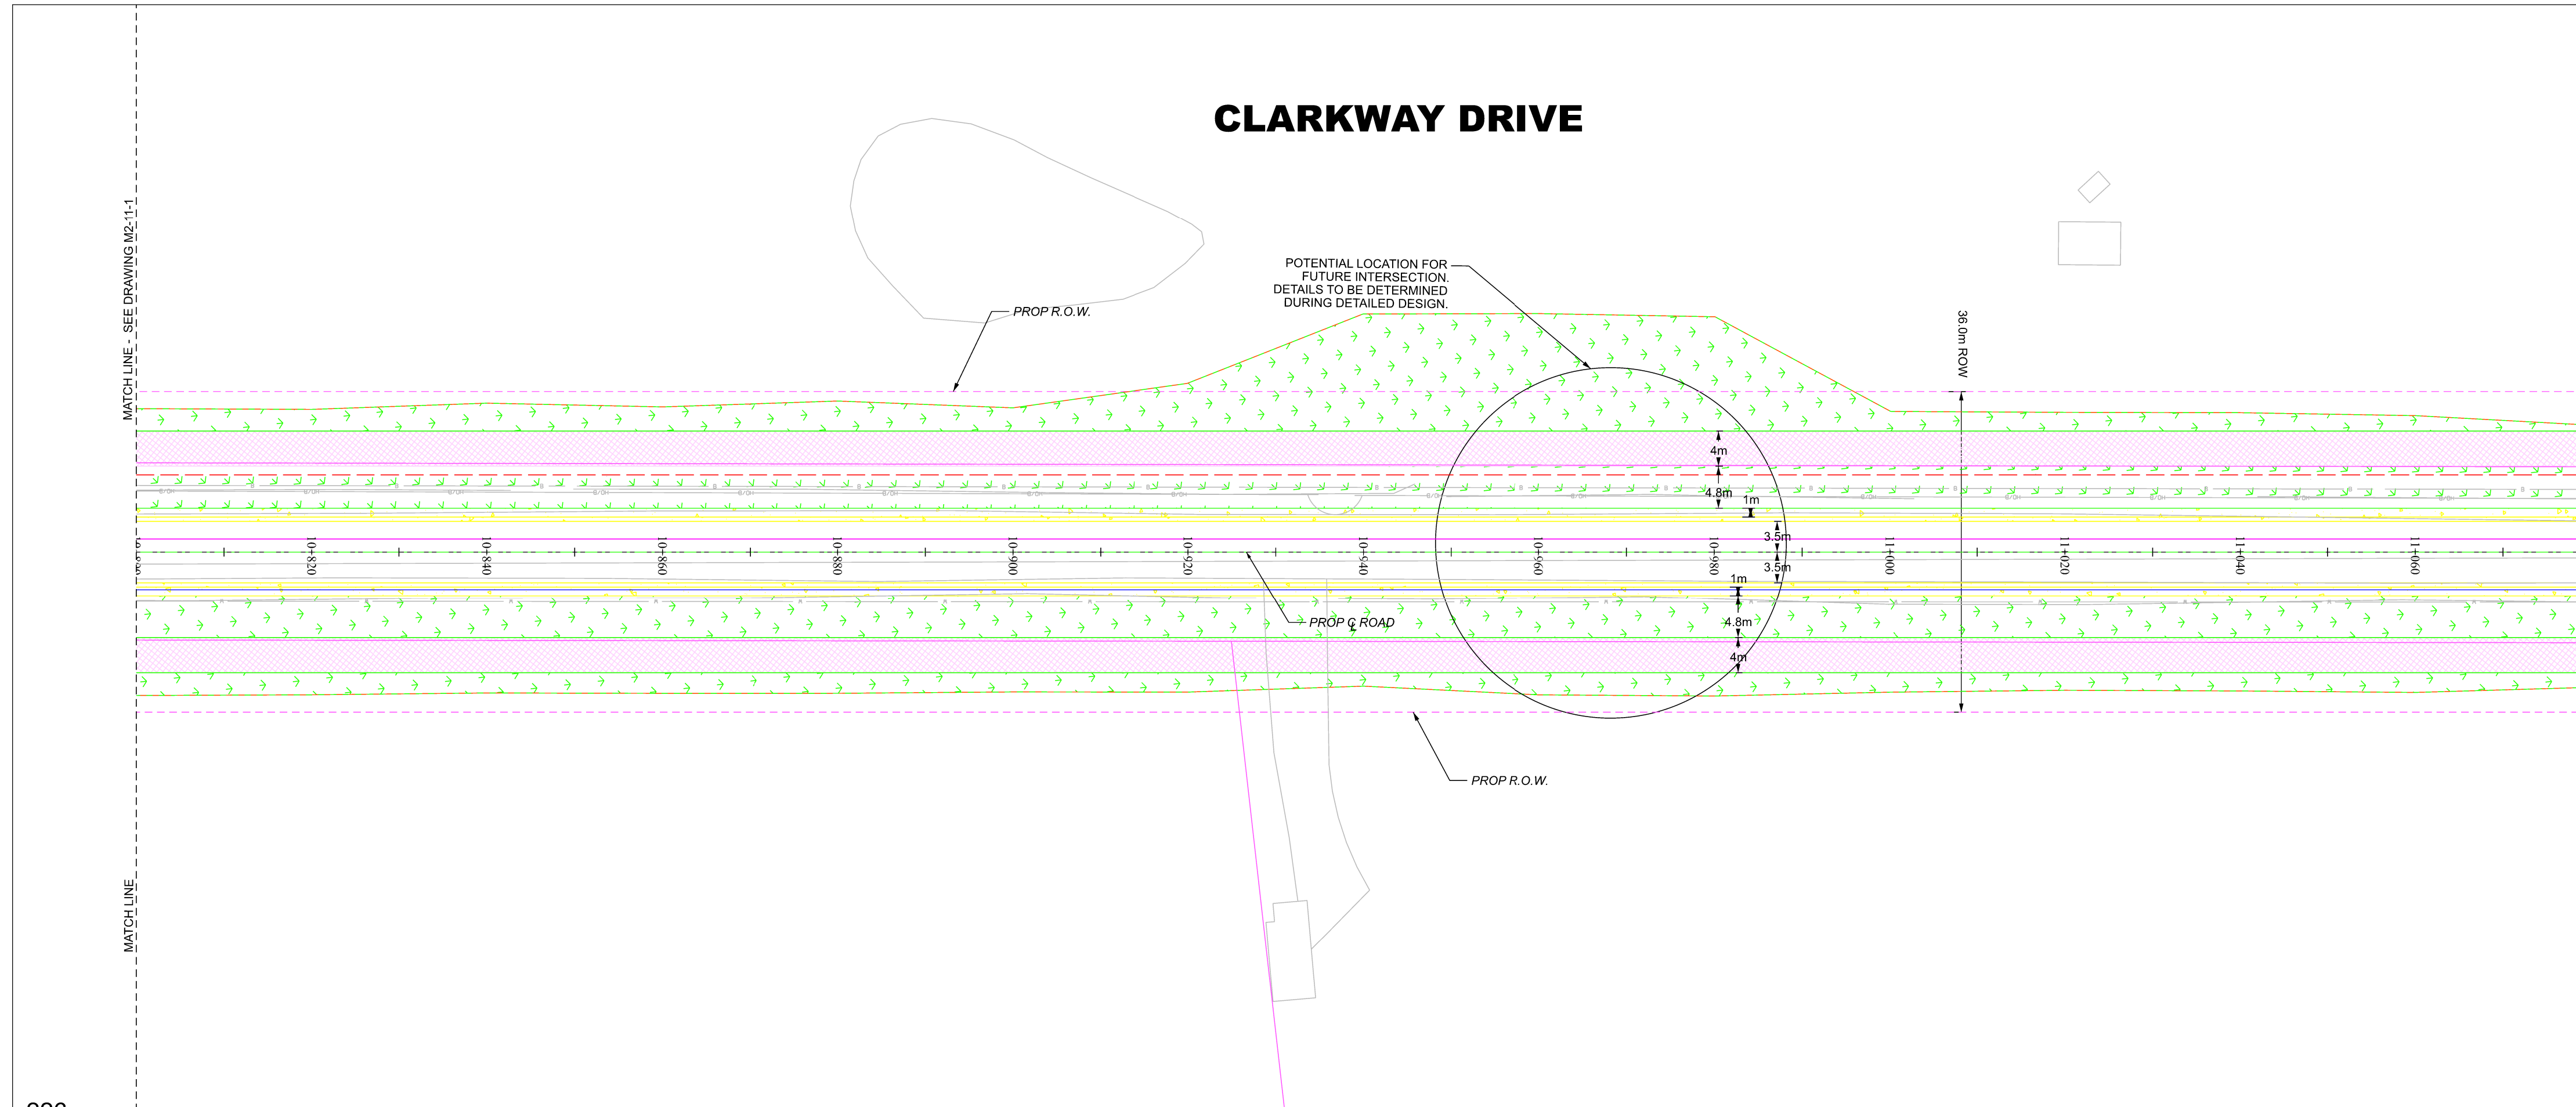 CLARKWAY DRIVE
MATCH LINE - SEE DRAWING M2-11-1
POTENTIAL LOCATION FOR
FUTURE INTERSECTION.
DETAILS TO BE DETERMINED
DURING DETAILED DESIGN.
PROP R.O.W.
36.0m ROW
4m
4.8m
1m
3.5m
10+820
10+840
10+860
10+880
10+900
10+920
10+940
10+960
10+980
11+000
11+020
11+040
11+060
3.5m
1m
PROP ℄ ROAD
4.8m
4m
PROP R.O.W.
MATCH LINE